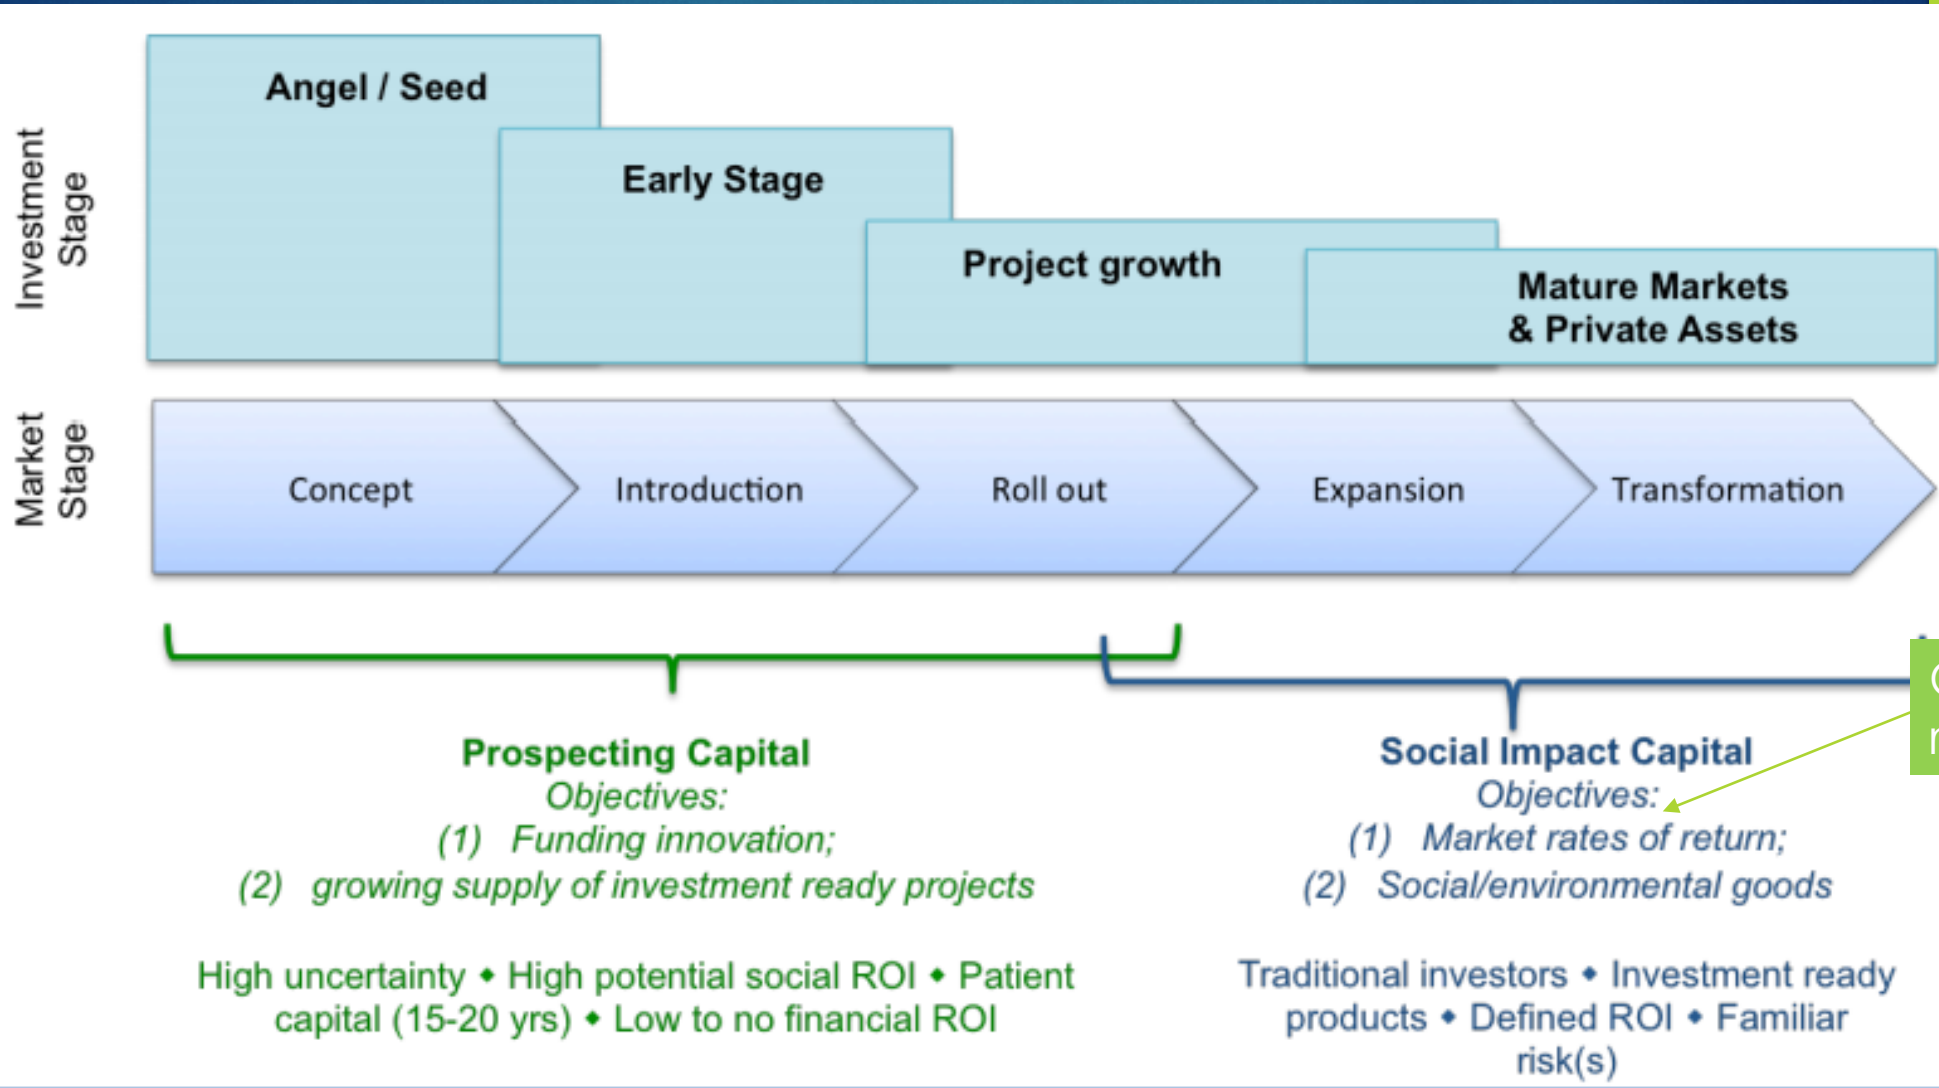 Investment
Stage
Angel / Seed
Early Stage
Project growth
Mature Markets
& Private Assets
Market
Stage
Concept
Introduction
Roll out
Expansion
Transformation
Prospecting Capital
Objectives:
(1) Funding innovation;
(2) growing supply of investment ready projects
High uncertainty ◆ High potential social ROI ◆ Patient
capital (15-20 yrs) ◆ Low to no financial ROI
Social Impact Capital
Objectives:
(1) Market rates of return;
(2) Social/environmental goods
Traditional investors ◆ Investment ready
products ◆ Defined ROI ◆ Familiar
risk(s)